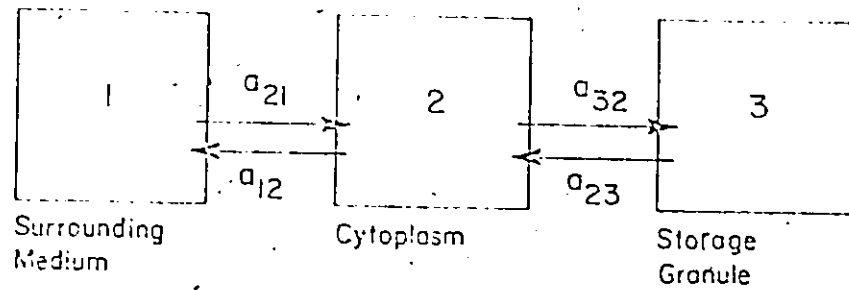 1 2 3
a21 a32
a12 a23
Surrounding Medium
Cytoplasm
Storage Granule